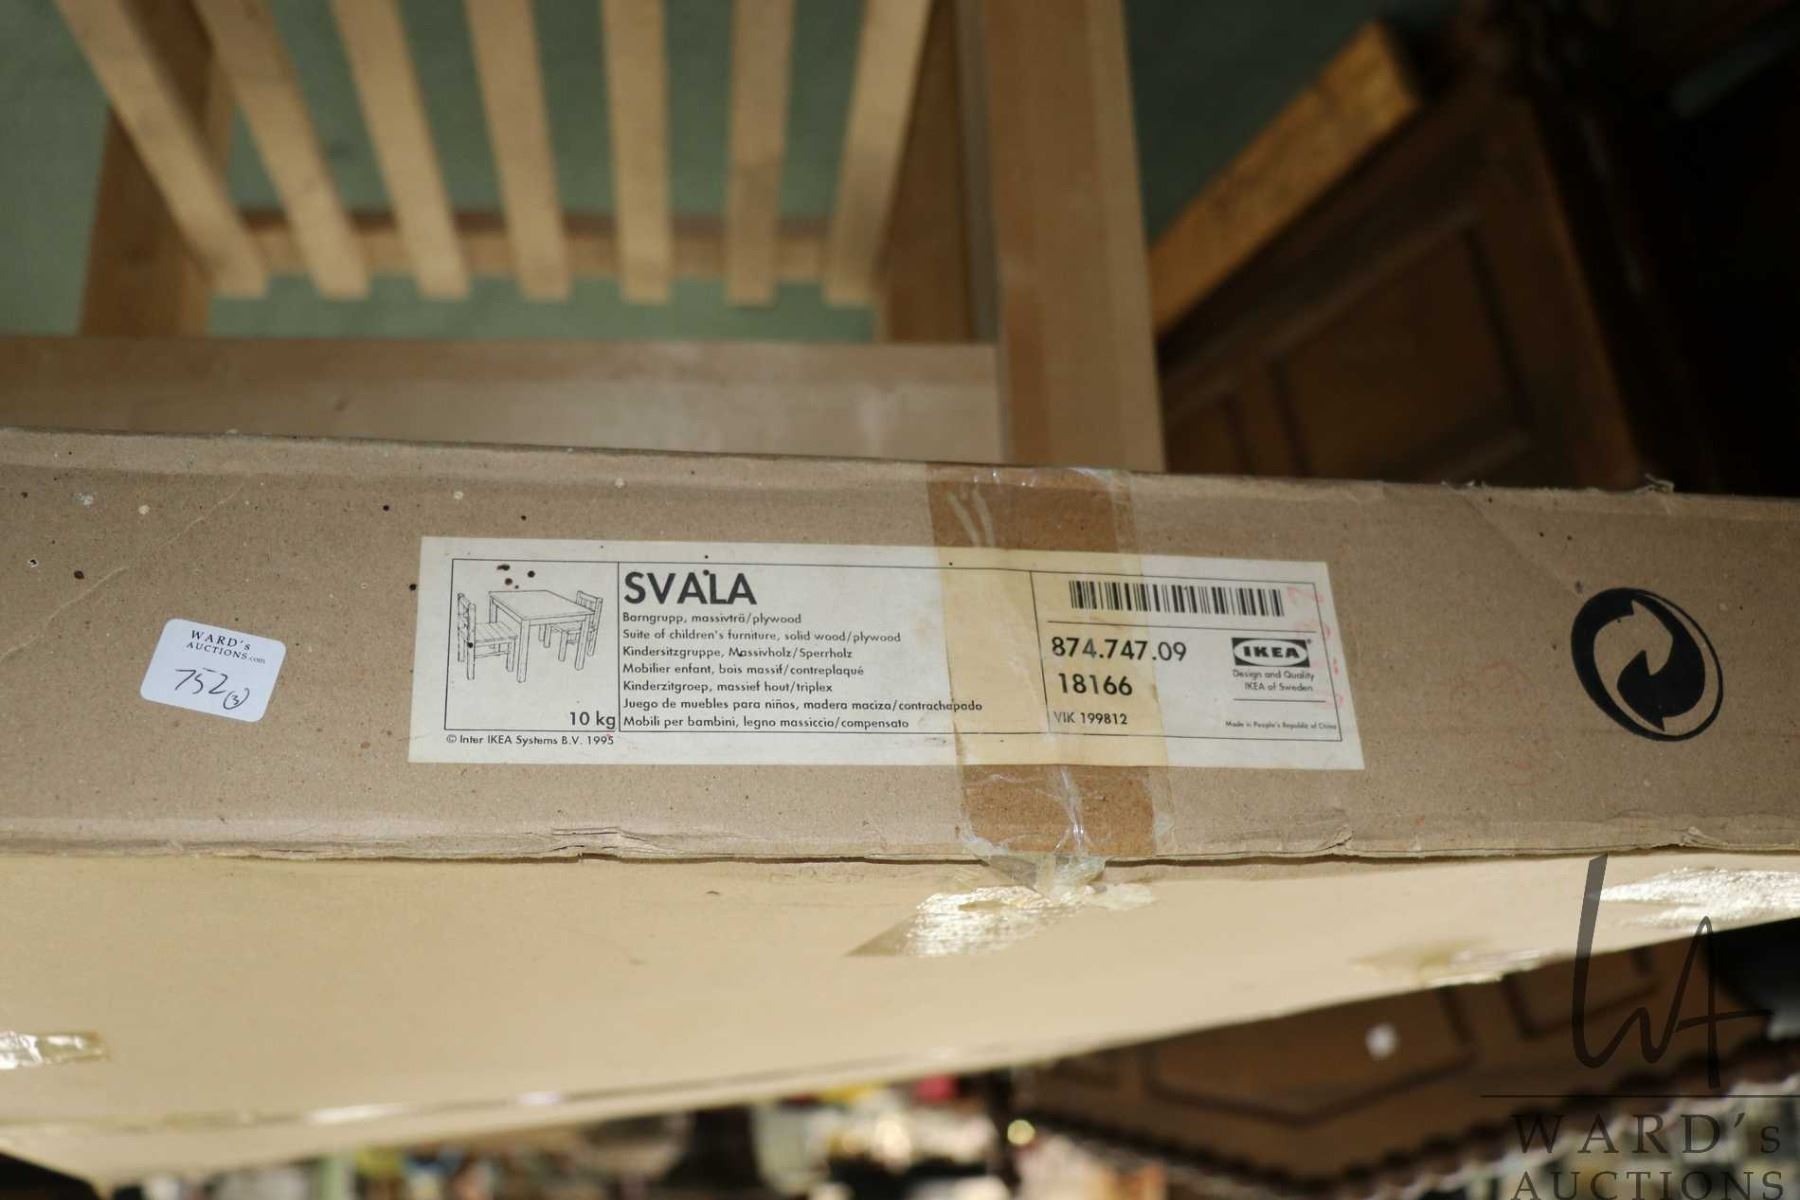 WARD's
AUCTIONS.com
752 (3)
SVALA
Barngrupp, massivträ/plywood
Suite of children's furniture, solid wood/plywood
Kindersitzgruppe, Massivholz/Sperrholz
Mobilier enfant, bois massif/contreplaqué
Kinderzitgroep, massief hout/triplex
Juego de muebles para niños, madera maciza/contrachapado
Mobili per bambini, legno massiccio/compensato
10 kg
© Inter IKEA Systems B.V. 1995
874.747.09
18166
VIK 199812
IKEA
Design and Quality
IKEA of Sweden
Made in People's Republic of China
WA
WARD's
AUCTIONS